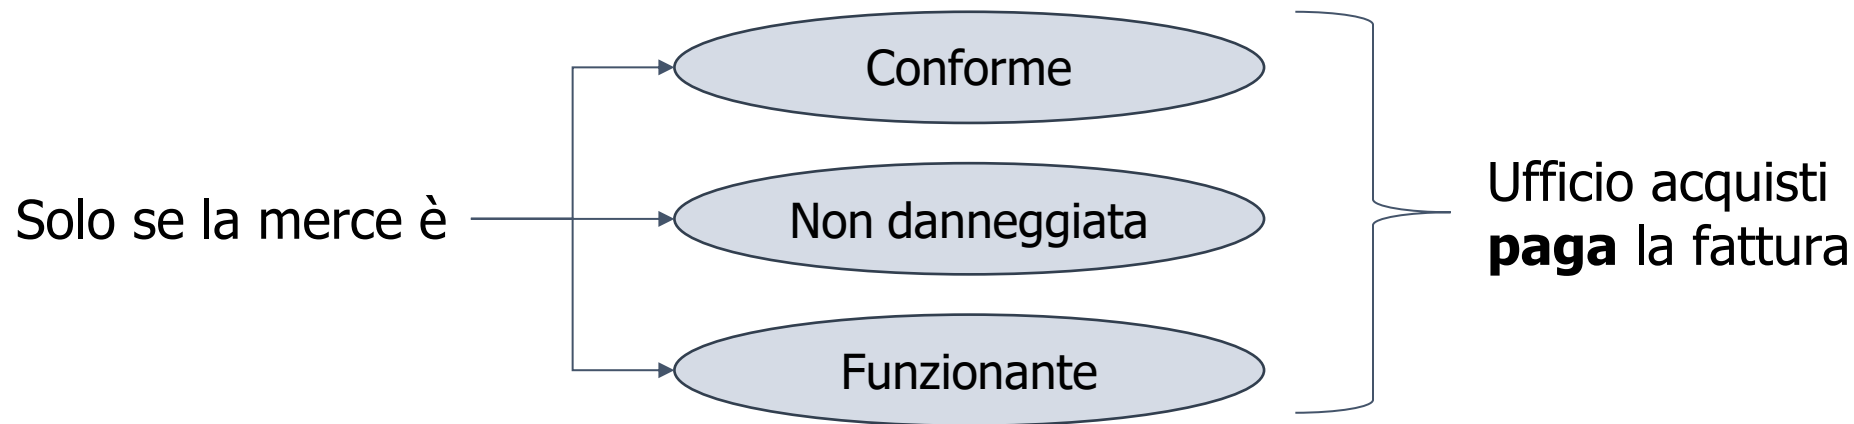 Solo se la merce è
Conforme
Non danneggiata
Funzionante
Ufficio acquisti
paga la fattura